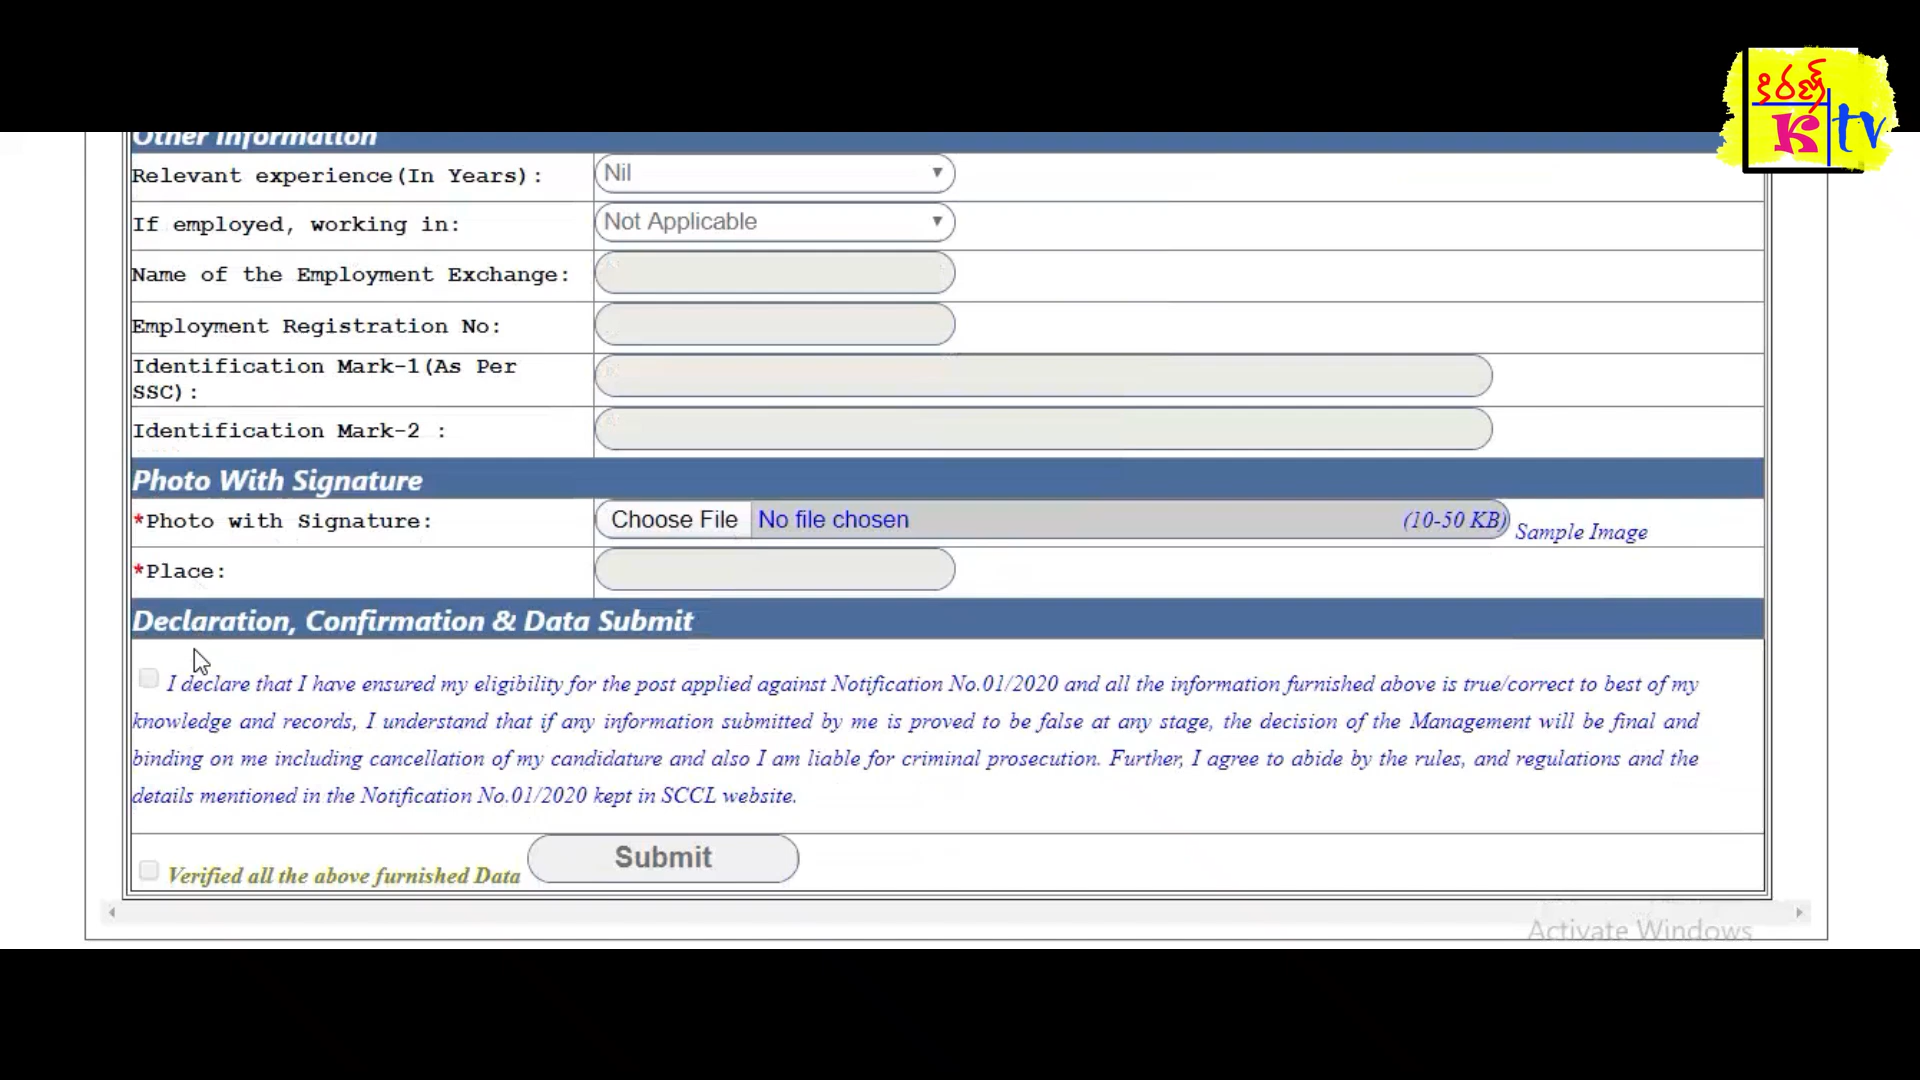 కిరణ్
K tv
Other Information
Relevant experience(In Years): Nil
If employed, working in: Not Applicable
Name of the Employment Exchange:
Employment Registration No:
Identification Mark-1(As Per
SSC):
Identification Mark-2 :
Photo With Signature
*Photo with Signature: Choose File No file chosen (10-50 KB) Sample Image
*Place:
Declaration, Confirmation & Data Submit
I declare that I have ensured my eligibility for the post applied against Notification No.01/2020 and all the information furnished above is true/correct to best of my
knowledge and records, I understand that if any information submitted by me is proved to be false at any stage, the decision of the Management will be final and
binding on me including cancellation of my candidature and also I am liable for criminal prosecution. Further, I agree to abide by the rules, and regulations and the
details mentioned in the Notification No.01/2020 kept in SCCL website.
Verified all the above furnished Data Submit
Activate Windows